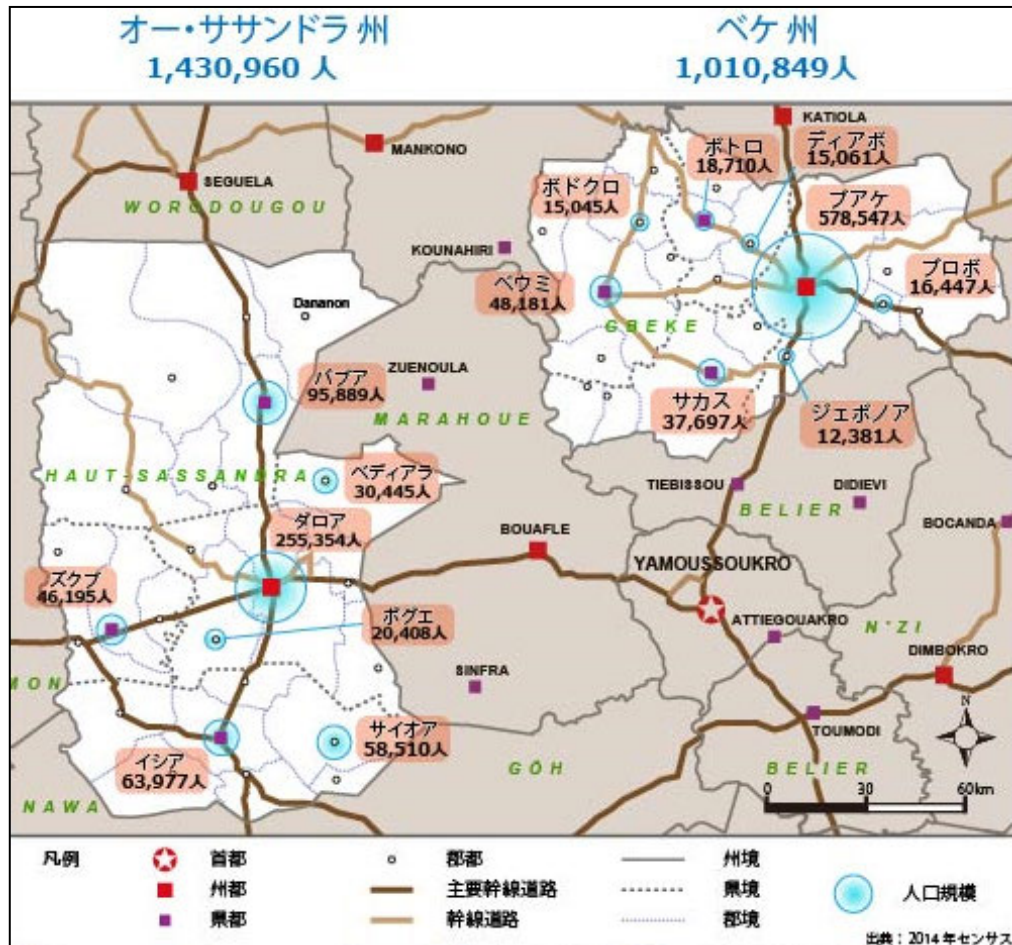 オー・ササンドラ 州
1,430,960 人
ベケ 州
1,010,849人
KATIOLA
MANKONO
SEGUELA
WORODOUGOU
KOUNAHIRI
ボトロ
18,710人
ディアボ
15,061人
ボドクロ
15,045人
ブアケ
578,547人
ベウミ
48,181人
ブロボ
16,447人
GBEKE
Dananon
ZUENOULA
MARAHOUE
バブア
95,889人
サカス
37,697人
ジェボノア
12,381人
HAUT-SASSANDRA
ベディアラ
30,445人
TIEBISSOU
DIDIEVI
BELIER
BOCANDA
ダロア
255,354人
BOUAFLE
YAMOUSSOUKRO
ズクブ
46,195人
ボグエ
20,408人
ATTIEGOUAKRO
N'ZI
DIMBOKRO
MON
SINFRA
N
サイオア
58,510人
イシア
63,977人
TOUMODI
GÔH
BELIER
NAWA
0 30 60km
凡例
首都
郡都
州境
州都
主要幹線道路
県境
人口規模
県都
幹線道路
郡境
出典：2014年センサス